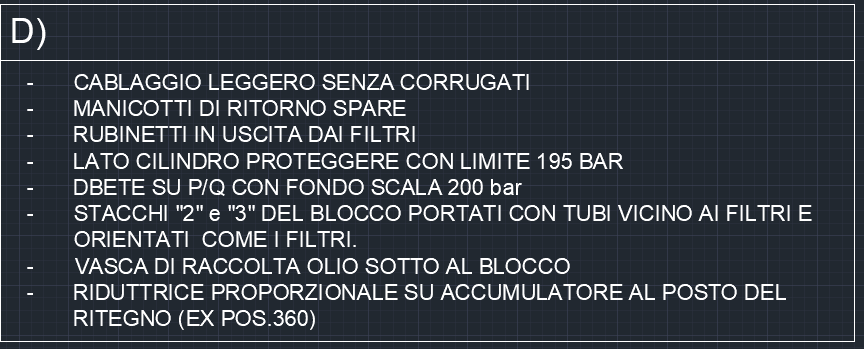 D)
- CABLAGGIO LEGGERO SENZA CORRUGATI
- MANICOTTI DI RITORNO SPARE
- RUBINETTI IN USCITA DAI FILTRI
- LATO CILINDRO PROTEGGERE CON LIMITE 195 BAR
- DBETE SU P/Q CON FONDO SCALA 200 bar
- STACCHI "2" e "3" DEL BLOCCO PORTATI CON TUBI VICINO AI FILTRI E
ORIENTATI COME I FILTRI.
- VASCA DI RACCOLTA OLIO SOTTO AL BLOCCO
- RIDUTTRICE PROPORZIONALE SU ACCUMULATORE AL POSTO DEL
RITEGNO (EX POS.360)